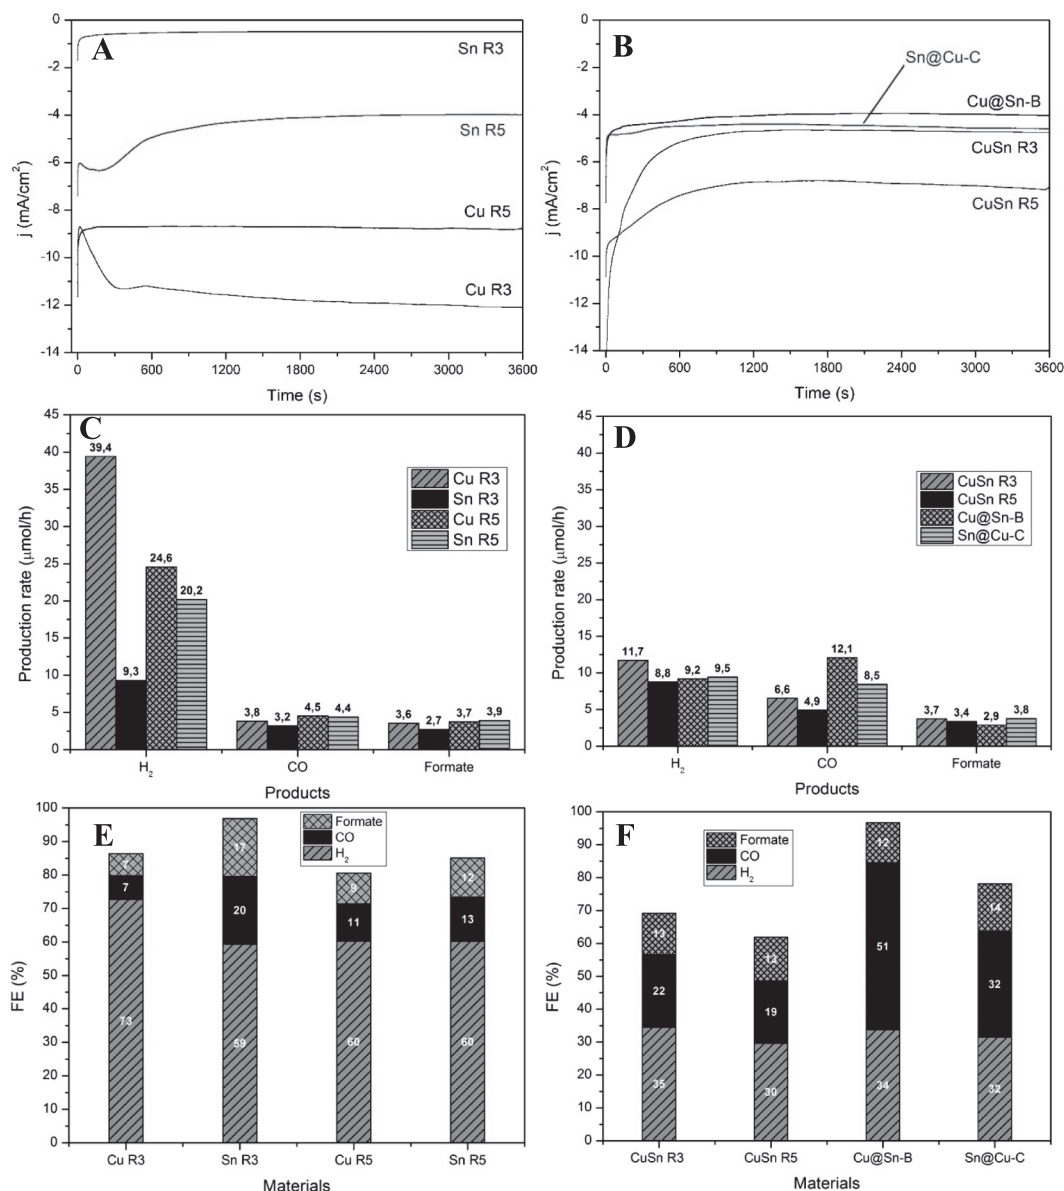 A
Sn R3
Sn R5
Cu R5
Cu R3
0
-2
-4
-6
-8
-10
-12
-14
j (mA/cm²)
0 600 1200 1800 2400 3000 3600
Time (s)
B
Sn@Cu-C
Cu@Sn-B
CuSn R3
CuSn R5
0
-2
-4
-6
-8
-10
-12
-14
j (mA/cm²)
0 600 1200 1800 2400 3000 3600
Time (s)
C
45
40
35
30
25
20
15
10
5
0
Production rate (μmol/h)
Cu R3
Sn R3
Cu R5
Sn R5
39,4
9,3
24,6
20,2
3,8
3,2
4,5
4,4
3,6
2,7
3,7
3,9
H₂ CO Formate
Products
D
45
40
35
30
25
20
15
10
5
0
Production rate (μmol/h)
CuSn R3
CuSn R5
Cu@Sn-B
Sn@Cu-C
11,7
8,8
9,2
9,5
6,6
4,9
12,1
8,5
3,7
3,4
2,9
3,8
H₂ CO Formate
Products
E
100
90
80
70
60
50
40
30
20
10
0
FE (%)
Formate
CO
H₂
7
7
73
17
20
59
9
11
60
12
13
60
Cu R3 Sn R3 Cu R5 Sn R5
Materials
F
100
90
80
70
60
50
40
30
20
10
0
FE (%)
Formate
CO
H₂
13
22
35
13
19
30
12
51
34
14
32
32
CuSn R3 CuSn R5 Cu@Sn-B Sn@Cu-C
Materials